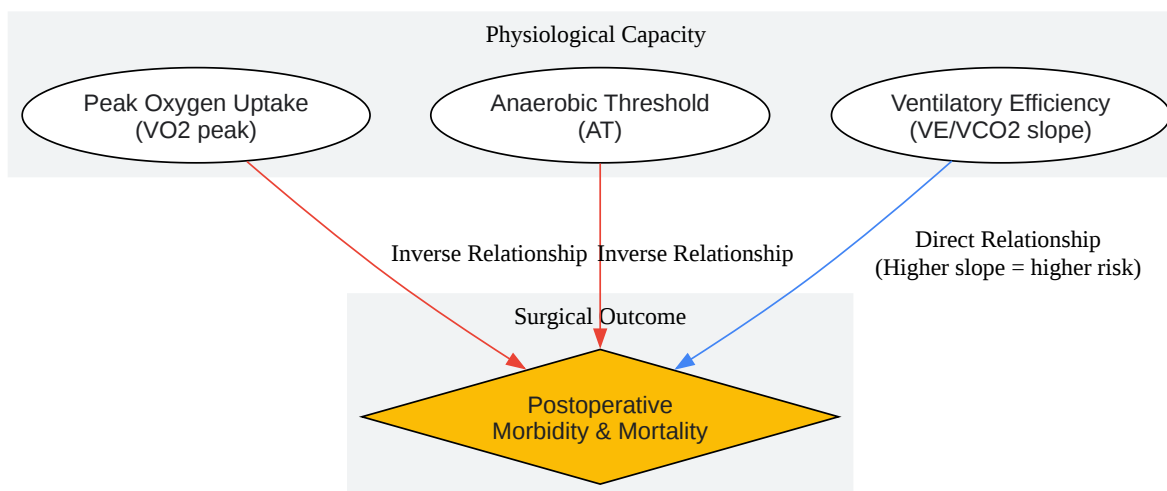 Physiological Capacity
Peak Oxygen Uptake
(VO2 peak)
Anaerobic Threshold
(AT)
Ventilatory Efficiency
(VE/VCO2 slope)
Inverse Relationship
Inverse Relationship
Direct Relationship
(Higher slope = higher risk)
Surgical Outcome
Postoperative
Morbidity & Mortality